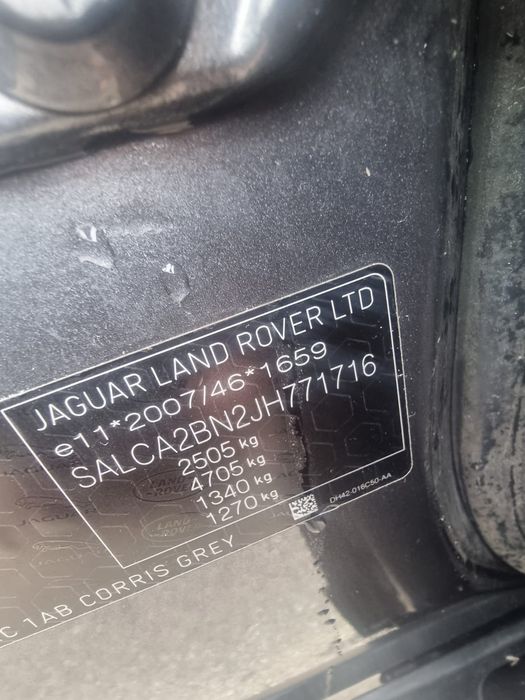 JAGUAR LAND ROVER LTD
e11*2007/46*1659
SALCA2BN2JH771716
2505 kg
4705 kg
1340 kg
1270 kg
DH42-016C50-AA
C 1AB CORRIS GREY